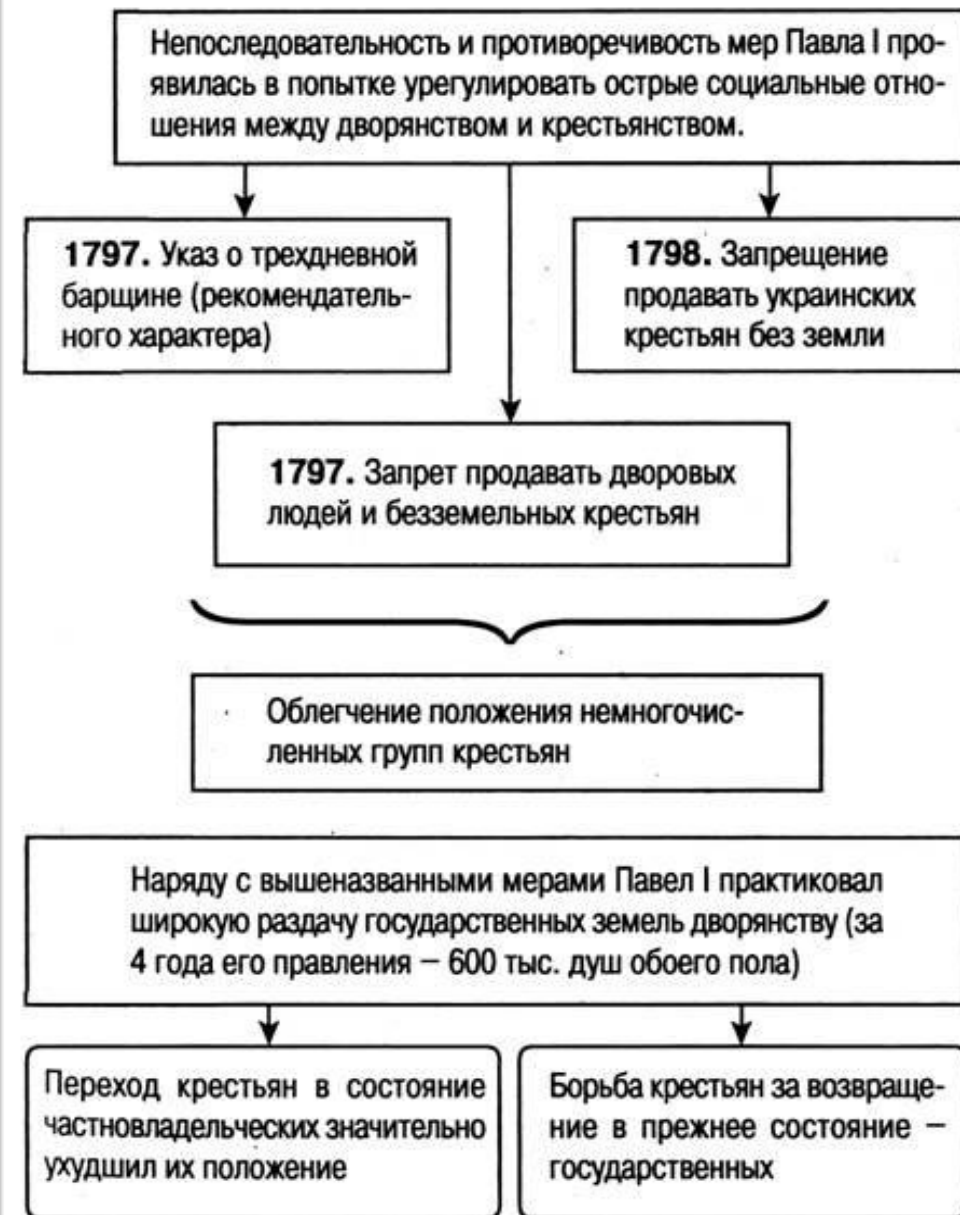 Непоследовательность и противоречивость мер Павла I про-
явилась в попытке урегулировать острые социальные отно-
шения между дворянством и крестьянством.
1797. Указ о трехдневной
барщине (рекомендатель-
ного характера)
1798. Запрещение
продавать украинских
крестьян без земли
1797. Запрет продавать дворовых
людей и безземельных крестьян
Облегчение положения немногочис-
ленных групп крестьян
Наряду с вышеназванными мерами Павел I практиковал
широкую раздачу государственных земель дворянству (за
4 года его правления – 600 тыс. душ обоего пола)
Переход крестьян в состояние
частновладельческих значительно
ухудшил их положение
Борьба крестьян за возвраще-
ние в прежнее состояние –
государственных